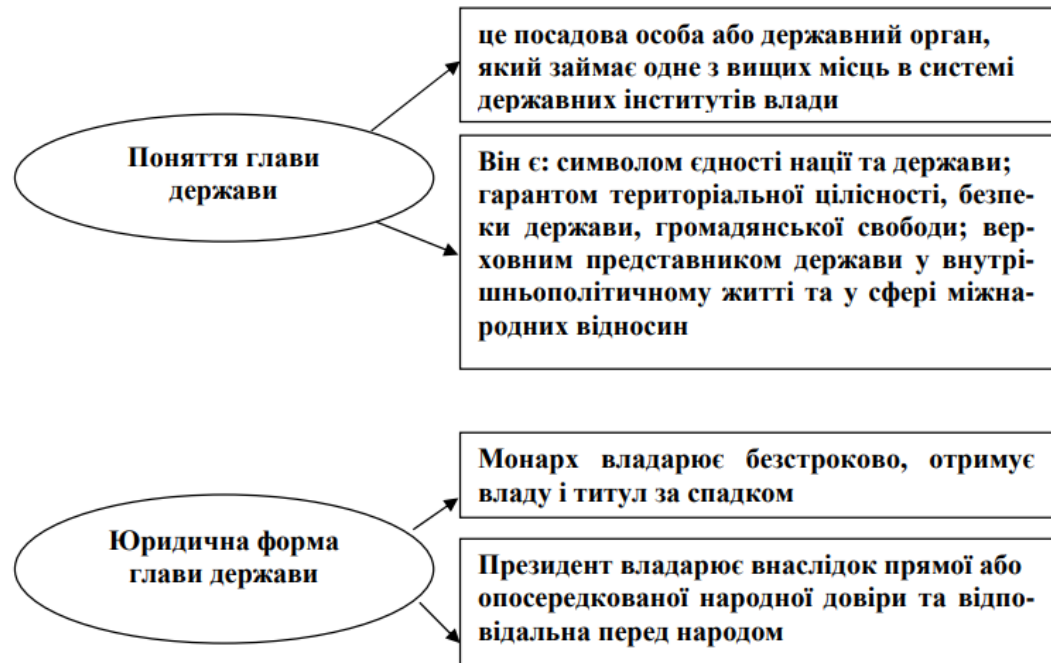 це посадова особа або державний орган,
який займає одне з вищих місць в системі
державних інститутів влади
Поняття глави
держави
Він є: символом єдності нації та держави;
гарантом територіальної цілісності, безпе-
ки держави, громадянської свободи; вер-
ховним представником держави у внутрі-
шньополітичному житті та у сфері міжна-
родних відносин
Монарх владарює безстроково, отримує
владу і титул за спадком
Юридична форма
глави держави
Президент владарює внаслідок прямої або
опосередкованої народної довіри та відпо-
відальна перед народом